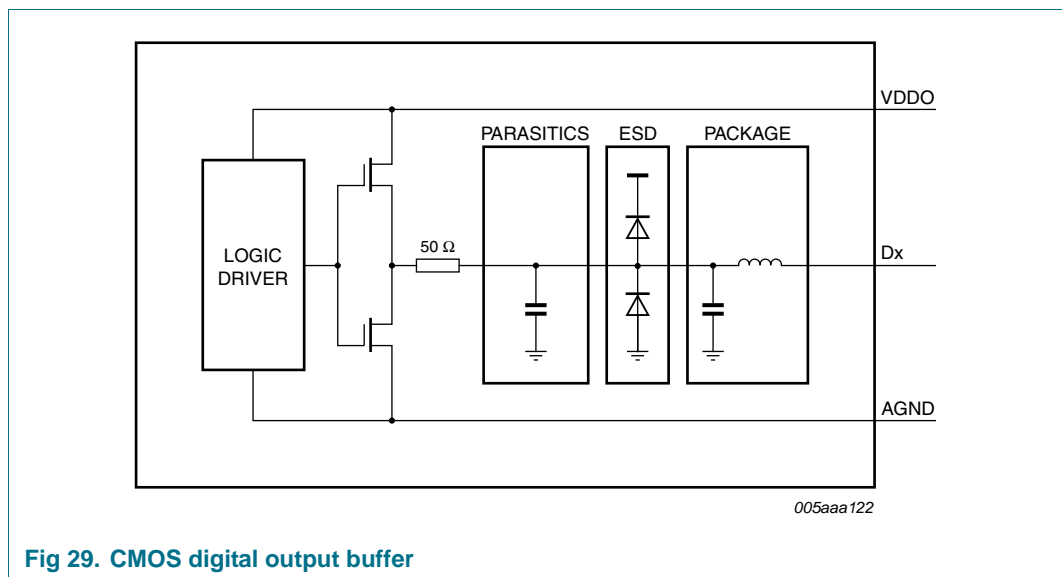 VDDO
PARASITICS ESD PACKAGE
LOGIC
DRIVER
50 Ω
Dx
AGND
005aaa122
Fig 29. CMOS digital output buffer